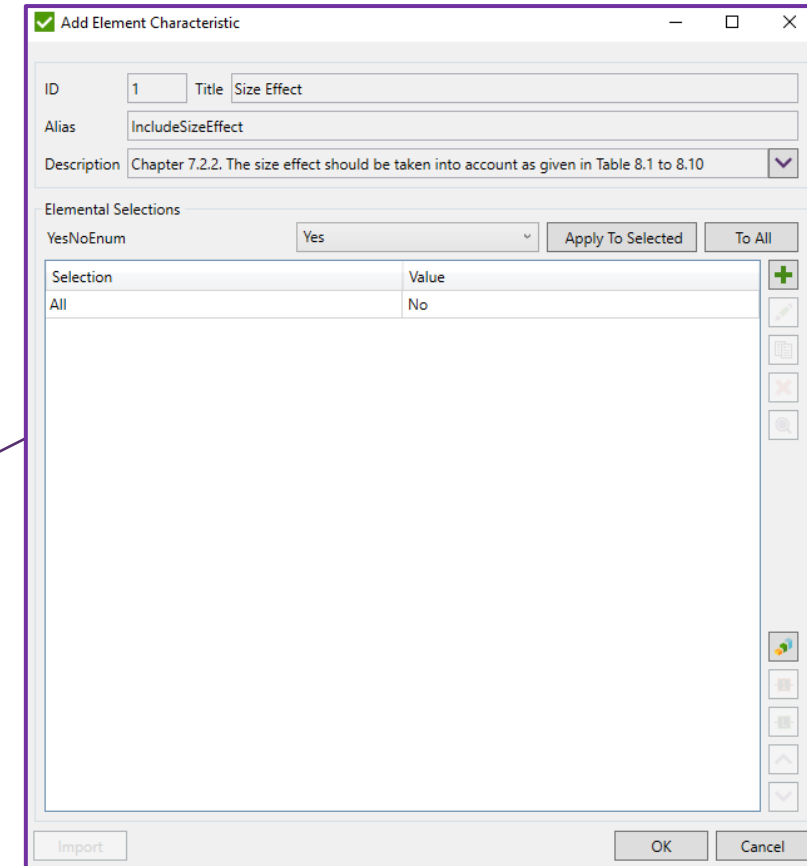 Add Element Characteristic
ID 1 Title Size Effect
Alias IncludeSizeEffect
Description Chapter 7.2.2. The size effect should be taken into account as given in Table 8.1 to 8.10
Elemental Selections
YesNoEnum Yes Apply To Selected To All
Selection Value
All No
Import OK Cancel